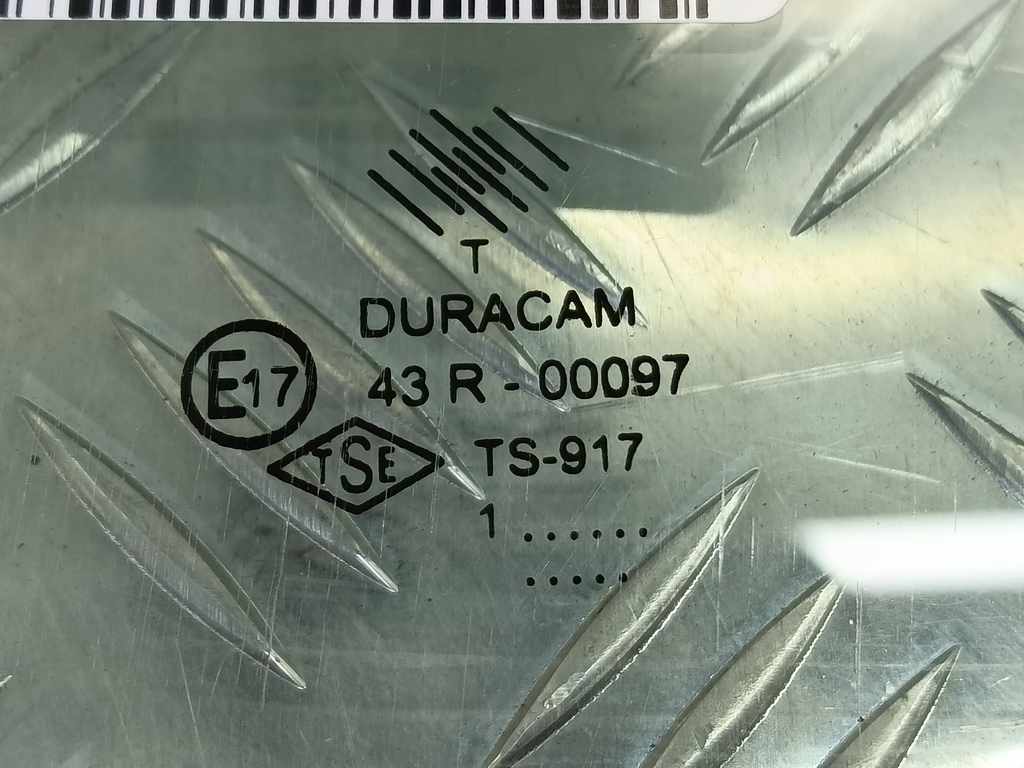 T
DURACAM
E17 43 R - 00097
TSE TS-917
1 ......
.....